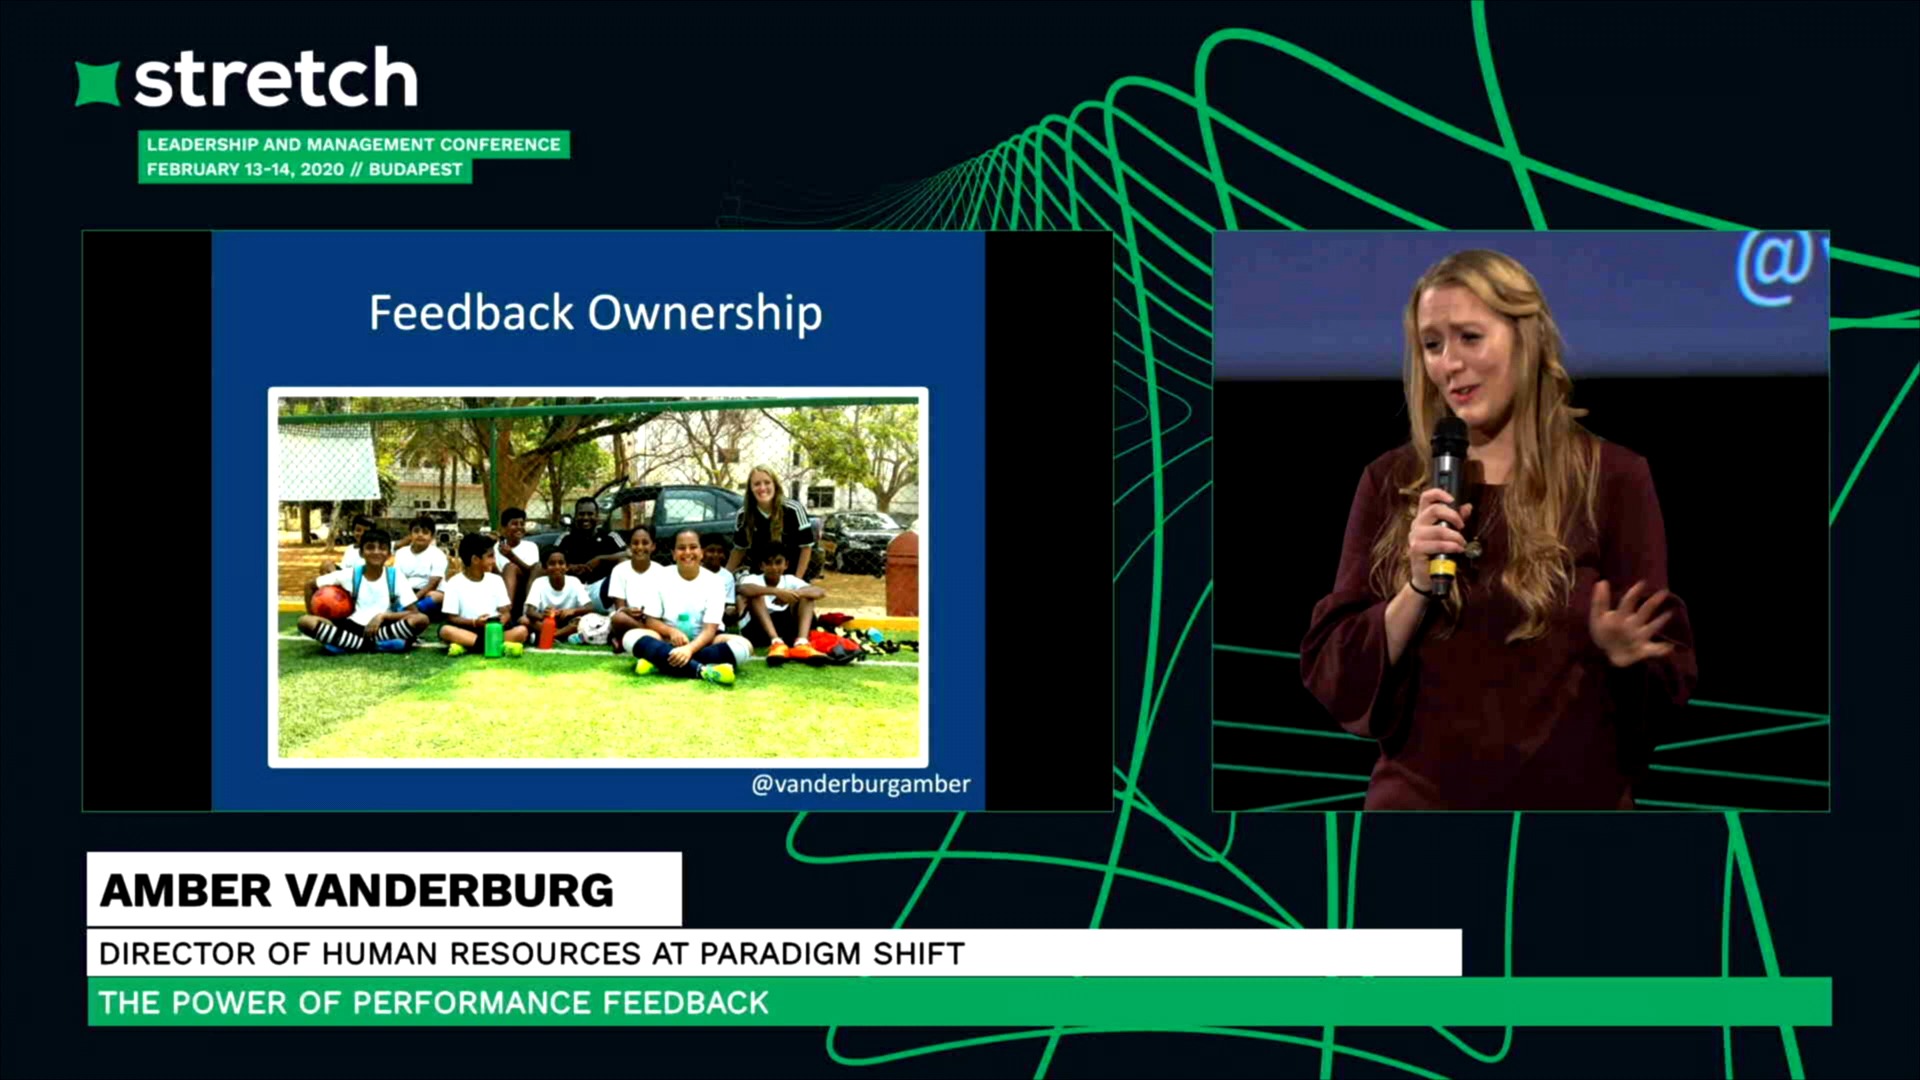 stretch
LEADERSHIP AND MANAGEMENT CONFERENCE
FEBRUARY 13-14, 2020 // BUDAPEST
Feedback Ownership
@vanderburgamber
@
AMBER VANDERBURG
DIRECTOR OF HUMAN RESOURCES AT PARADIGM SHIFT
THE POWER OF PERFORMANCE FEEDBACK